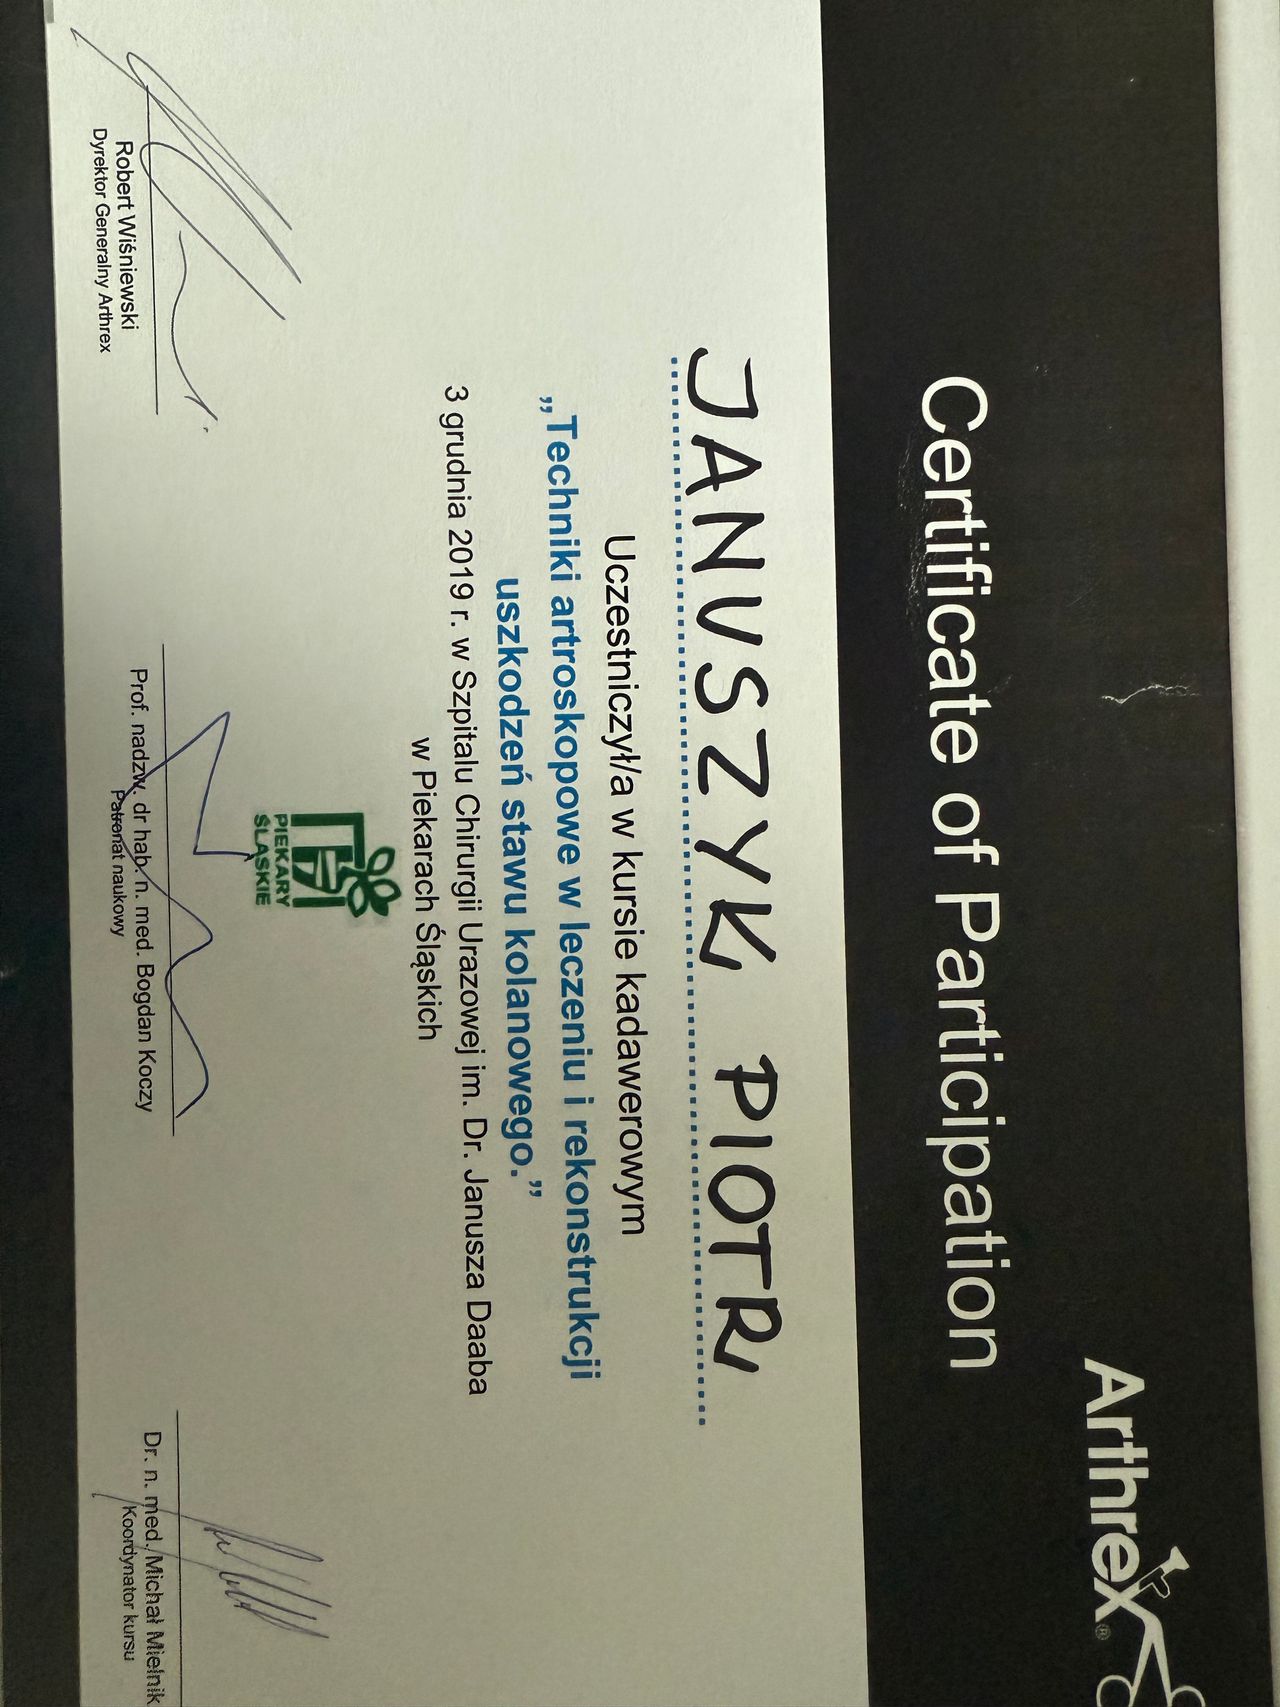 Arthrex®
Certificate of Participation
JANUSZYK PIOTR
Uczestniczył/a w kursie kadawerowym
„Techniki artroskopowe w leczeniu i rekonstrukcji
uszkodzeń stawu kolanowego.”
3 grudnia 2019 r. w Szpitalu Chirurgii Urazowej im. Dr. Janusza Daaba
w Piekarach Śląskich
PIEKARY
ŚLĄSKIE
Robert Wiśniewski
Dyrektor Generalny Arthrex
Prof. nadzw. dr hab. n. med. Bogdan Koczy
Patronat naukowy
Dr. n. med. Michał Mielnik
Koordynator kursu